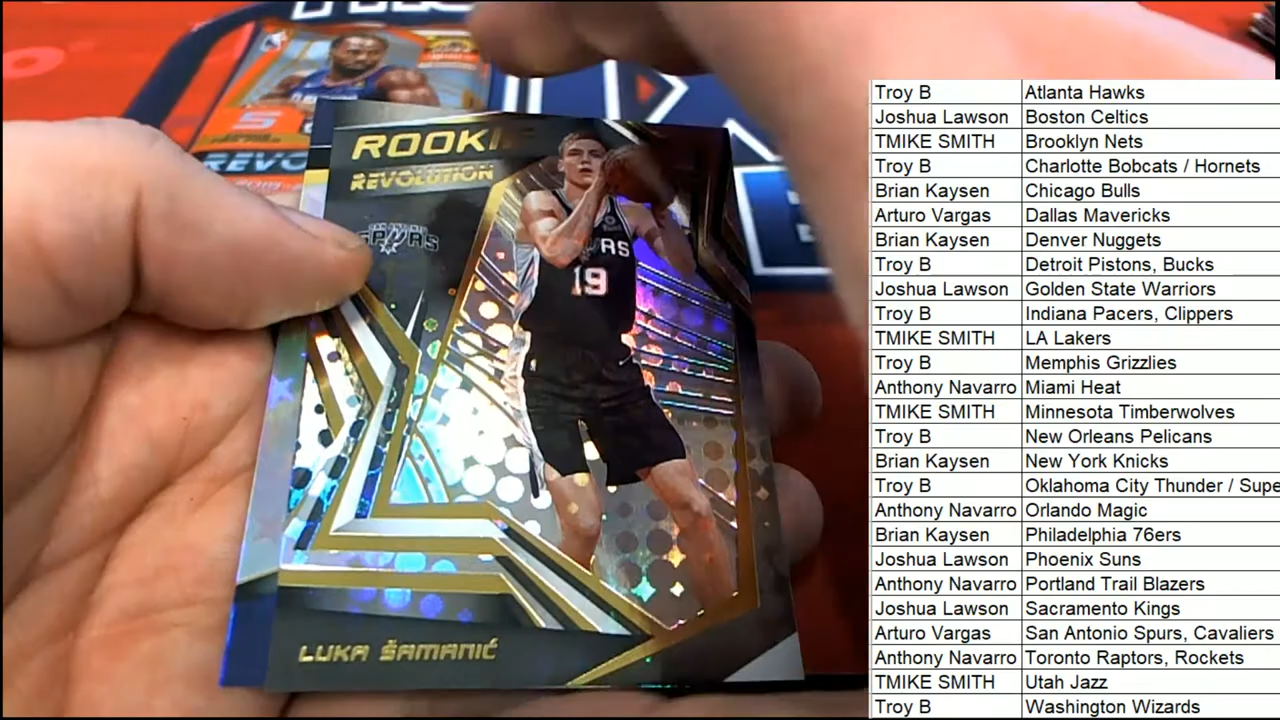 5
REVO
ROOKI
REVOLUTION
SAN ANTONIO
SPURS
RS
19
LUKA ŠAMANIĆ
Troy B Atlanta Hawks
Joshua Lawson Boston Celtics
TMIKE SMITH Brooklyn Nets
Troy B Charlotte Bobcats / Hornets
Brian Kaysen Chicago Bulls
Arturo Vargas Dallas Mavericks
Brian Kaysen Denver Nuggets
Troy B Detroit Pistons, Bucks
Joshua Lawson Golden State Warriors
Troy B Indiana Pacers, Clippers
TMIKE SMITH LA Lakers
Troy B Memphis Grizzlies
Anthony Navarro Miami Heat
TMIKE SMITH Minnesota Timberwolves
Troy B New Orleans Pelicans
Brian Kaysen New York Knicks
Troy B Oklahoma City Thunder / Supe
Anthony Navarro Orlando Magic
Brian Kaysen Philadelphia 76ers
Joshua Lawson Phoenix Suns
Anthony Navarro Portland Trail Blazers
Joshua Lawson Sacramento Kings
Arturo Vargas San Antonio Spurs, Cavaliers
Anthony Navarro Toronto Raptors, Rockets
TMIKE SMITH Utah Jazz
Troy B Washington Wizards